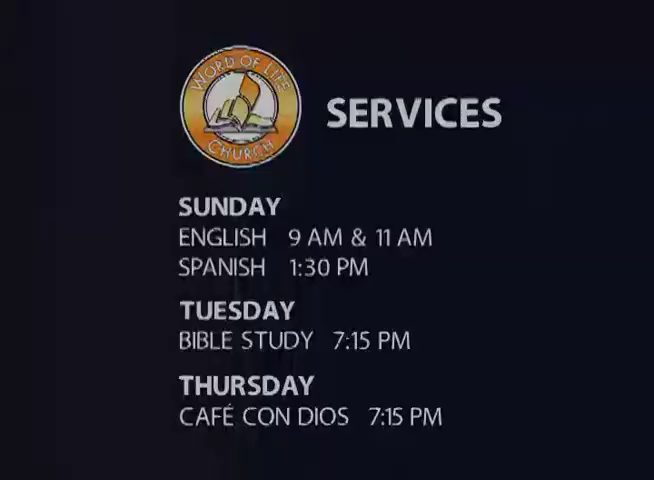 WORD OF LIFE
CHURCH
SERVICES
SUNDAY
ENGLISH 9 AM & 11 AM
SPANISH 1:30 PM
TUESDAY
BIBLE STUDY 7:15 PM
THURSDAY
CAFÉ CON DIOS 7:15 PM